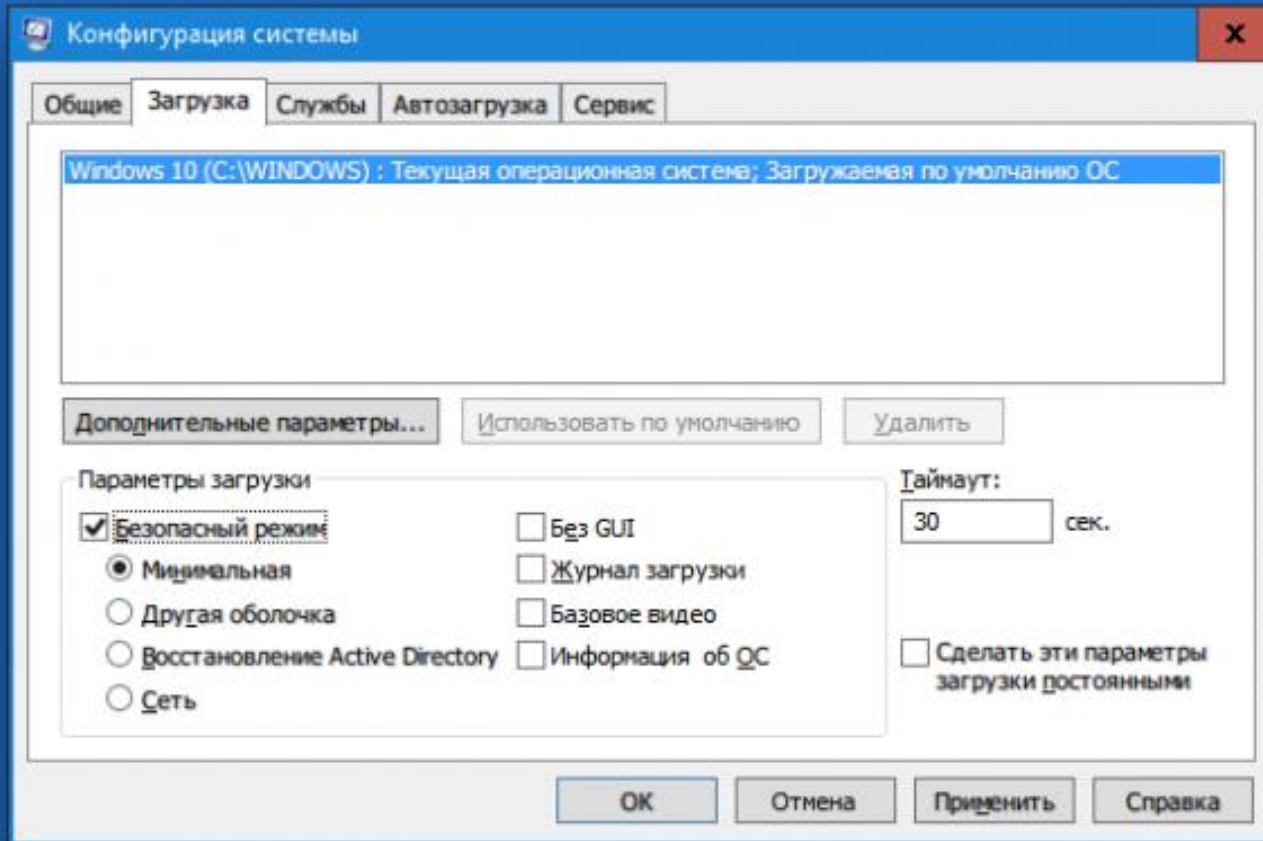 Конфигурация системы
Общие Загрузка Службы Автозагрузка Сервис
Windows 10 (C:\WINDOWS) : Текущая операционная система; Загружаемая по умолчанию ОС
Дополнительные параметры... Использовать по умолчанию Удалить
Параметры загрузки Таймаут:
Безопасный режим Без GUI 30 сек.
Минимальная Журнал загрузки
Другая оболочка Базовое видео
Восстановление Active Directory Информация об ОС Сделать эти параметры
загрузки постоянными
Сеть
ОК Отмена Применить Справка